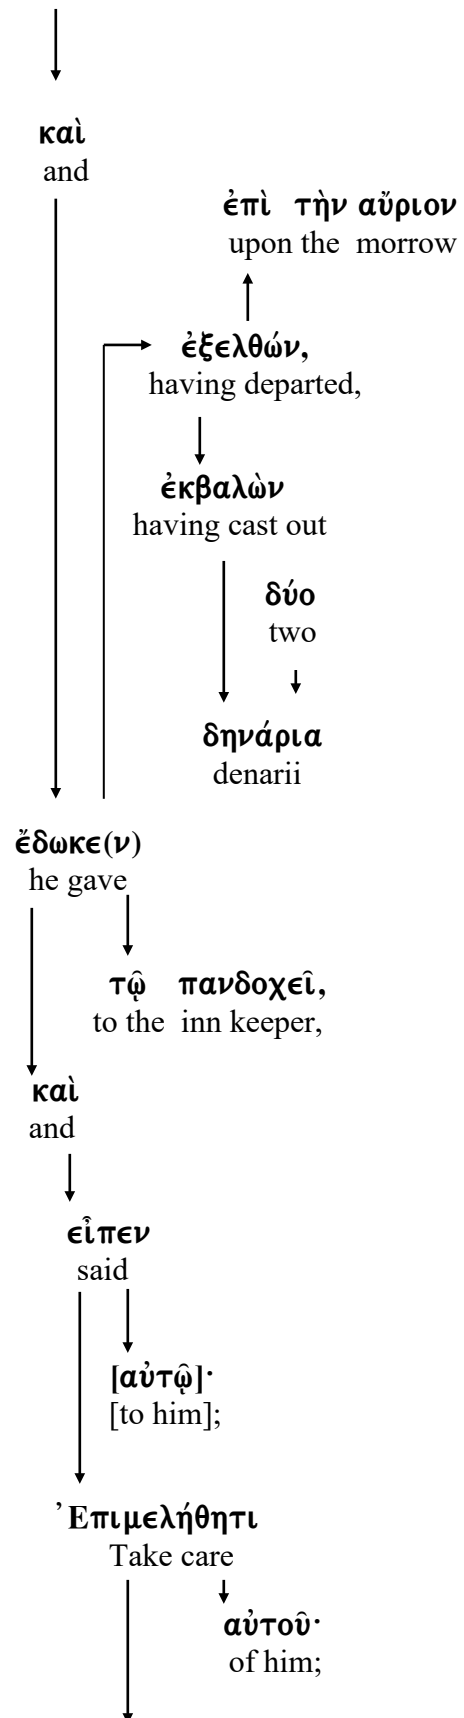 καὶ
and
ἐπὶ τὴν αὔριον
upon the morrow
ἐξελθών,
having departed,
ἐκβαλὼν
having cast out
δύο
two
δηνάρια
denarii
ἔδωκε(ν)
he gave
τῷ πανδοχεῖ,
to the inn keeper,
καὶ
and
εἶπεν
said
[αὐτῷ]·
[to him];
Ἐπιμελήθητι
Take care
αὐτοῦ·
of him;